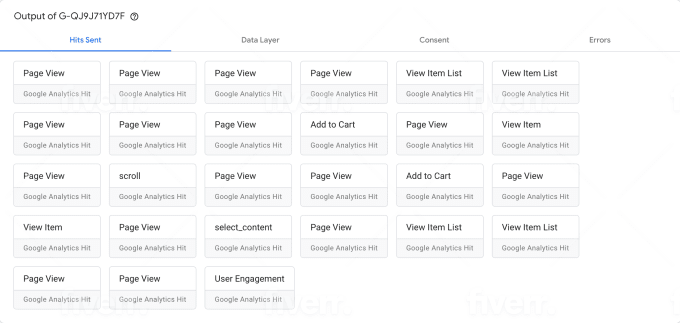 Output of G-QJ9J71YD7F
Hits Sent Data Layer Consent Errors
Page View Page View Page View Page View View Item List View Item List
Google Analytics Hit Google Analytics Hit Google Analytics Hit Google Analytics Hit Google Analytics Hit Google Analytics Hit
Page View Page View Page View Add to Cart Page View View Item
Google Analytics Hit Google Analytics Hit Google Analytics Hit Google Analytics Hit Google Analytics Hit Google Analytics Hit
Page View scroll Page View Page View Add to Cart Page View
Google Analytics Hit Google Analytics Hit Google Analytics Hit Google Analytics Hit Google Analytics Hit Google Analytics Hit
View Item Page View select_content Page View View Item List View Item List
Google Analytics Hit Google Analytics Hit Google Analytics Hit Google Analytics Hit Google Analytics Hit Google Analytics Hit
Page View Page View User Engagement
Google Analytics Hit Google Analytics Hit Google Analytics Hit